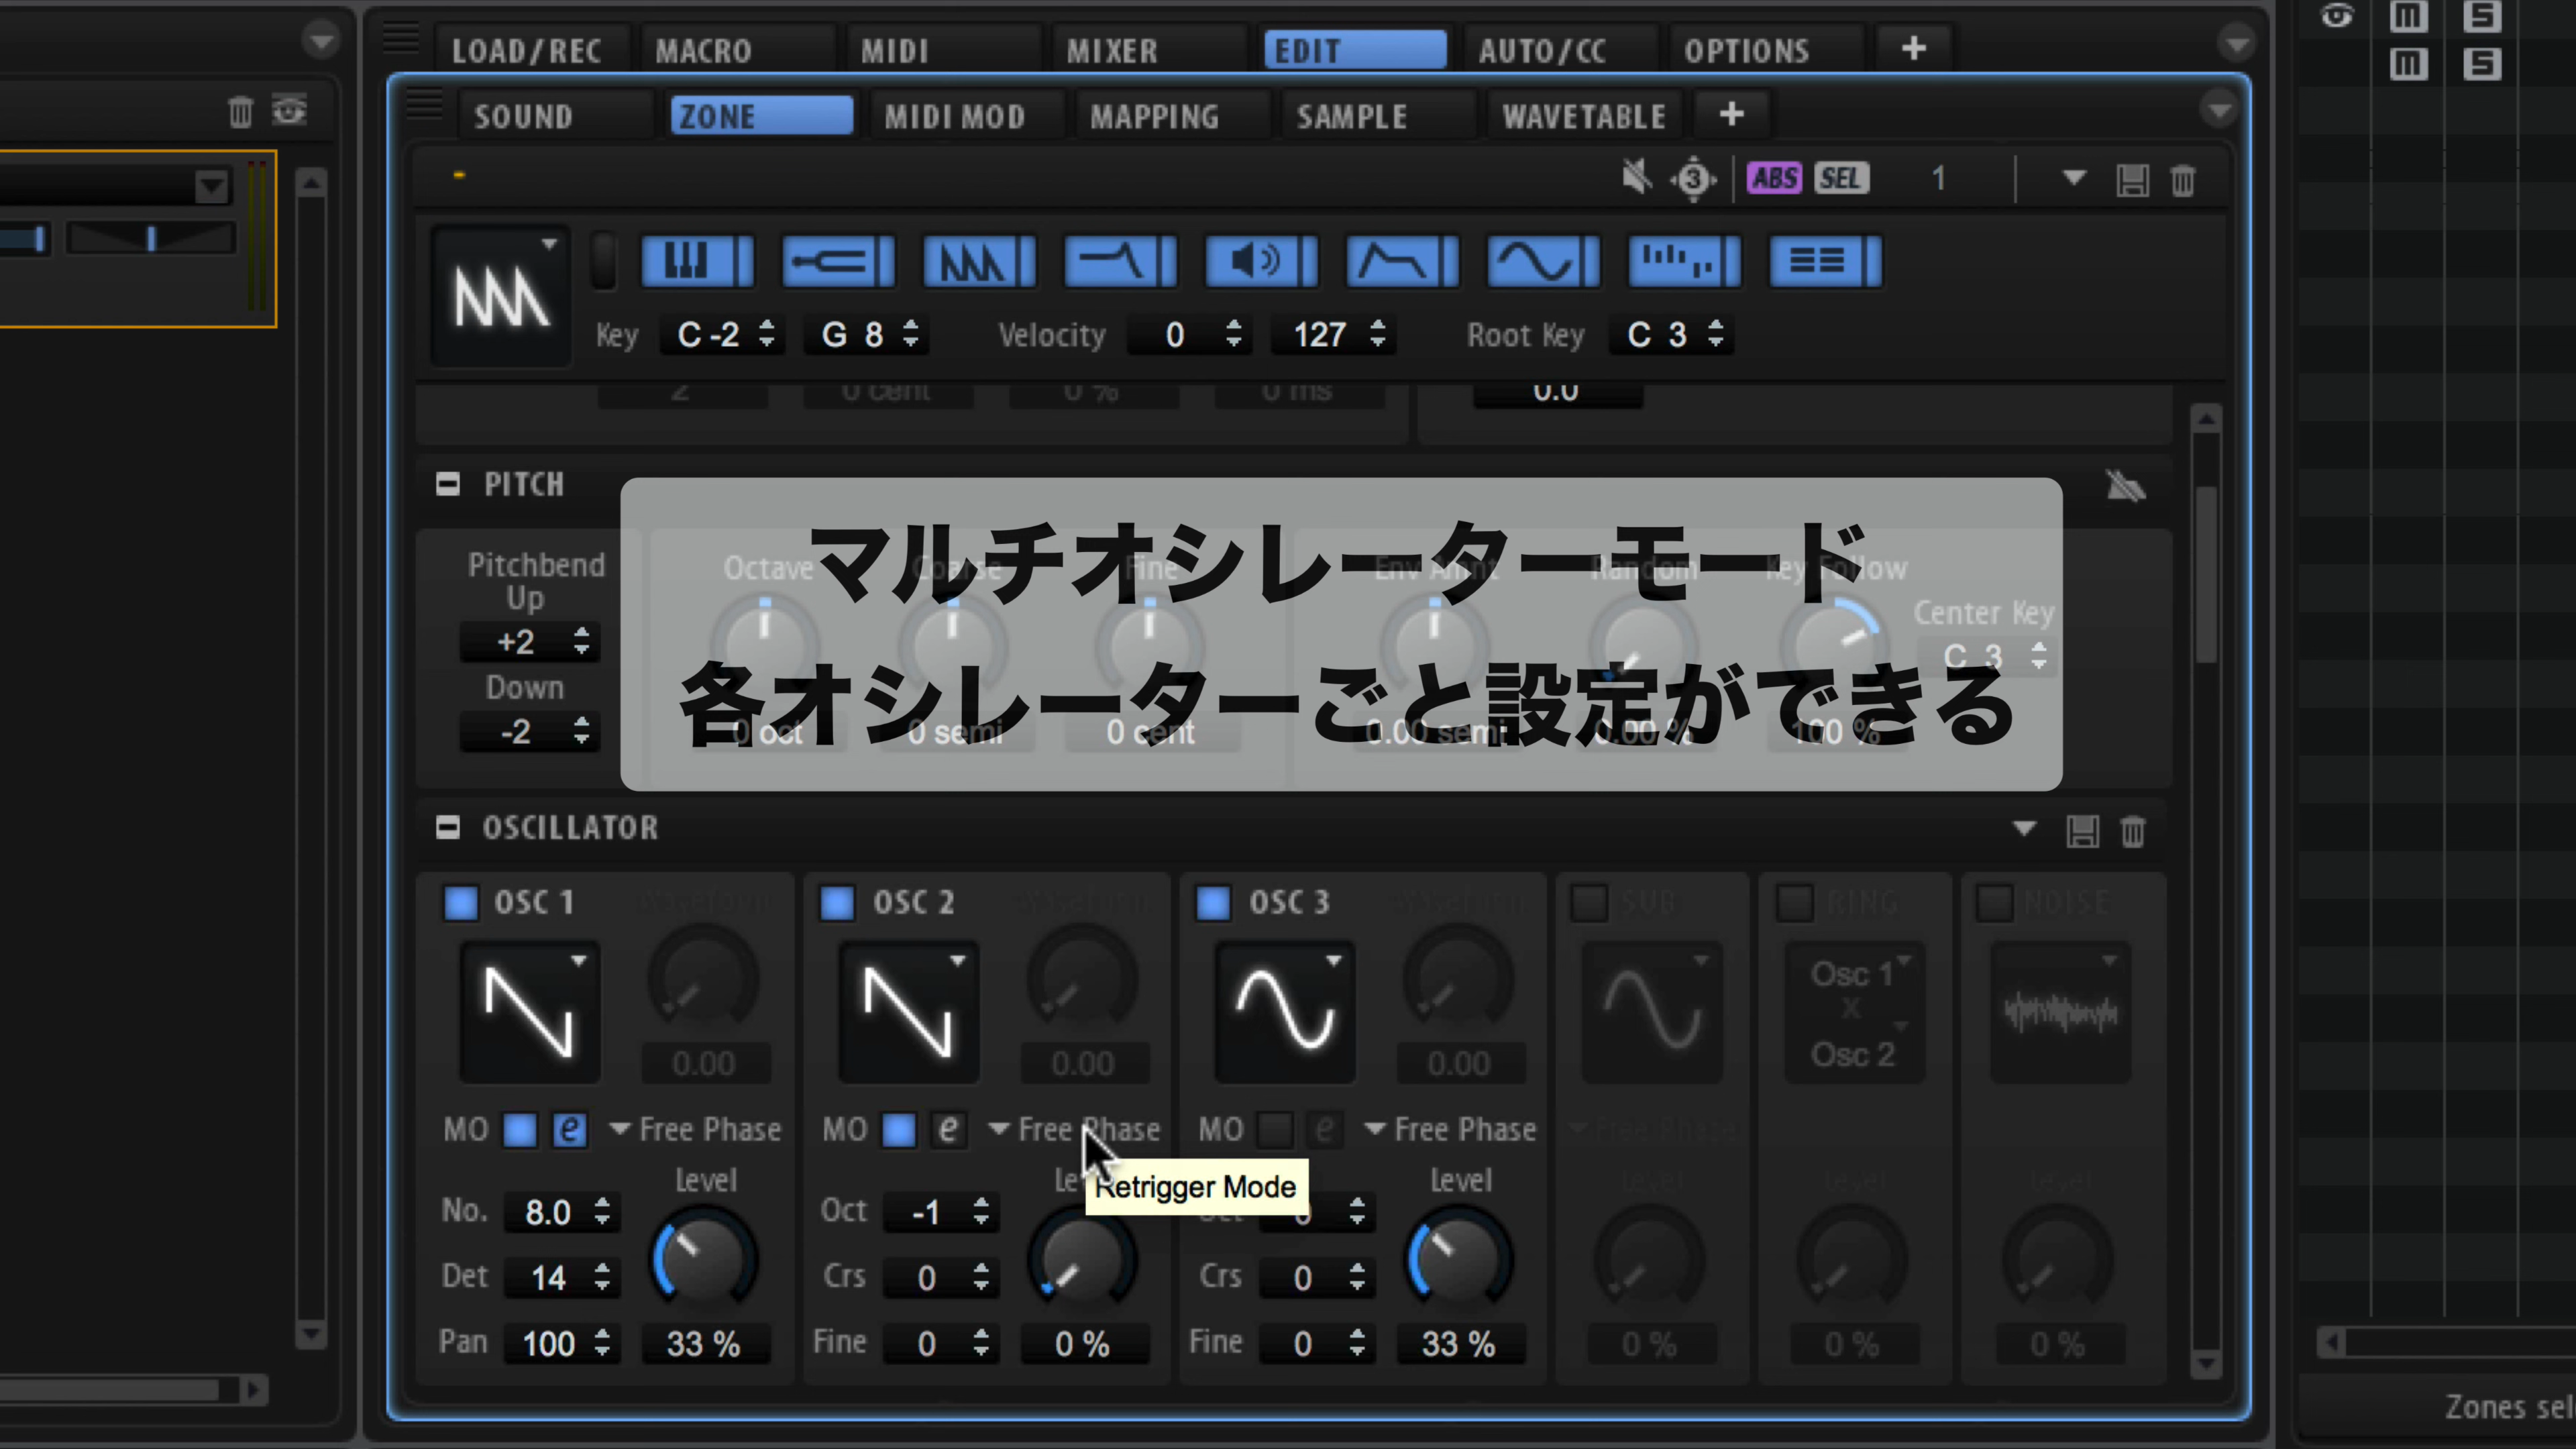 LOAD/REC MACRO MIDI MIXER EDIT AUTO/CC OPTIONS +
SOUND ZONE MIDI MOD MAPPING SAMPLE WAVETABLE +
m S
m S
- 3 ABS SEL 1
Key C -2 G 8 Velocity 0 127 Root Key C 3
2 0 cent 0 % 0 ms 0.0
PITCH
マルチオシレーターモード
各オシレーターごと設定ができる
Pitchbend Octave Coarse Fine Env Amnt Random Key Follow
Up Center Key
+2 C 3
Down
-2 0 oct 0 semi 0 cent 0.00 semi 0.00 % 100 %
OSCILLATOR
OSC 1 Waveform OSC 2 Waveform OSC 3 Waveform SUB RING NOISE
Osc 1
X
Osc 2
0.00 0.00 0.00
MO e Free Phase MO e Free Phase MO e Free Phase Free Phase
Level Level Level Level Level
Retrigger Mode
No. 8.0 Oct -1 0
Det 14 Crs 0 Crs 0
Pan 100 33 % Fine 0 0 % Fine 0 33 % 0 % 0 % 0 %
Zones